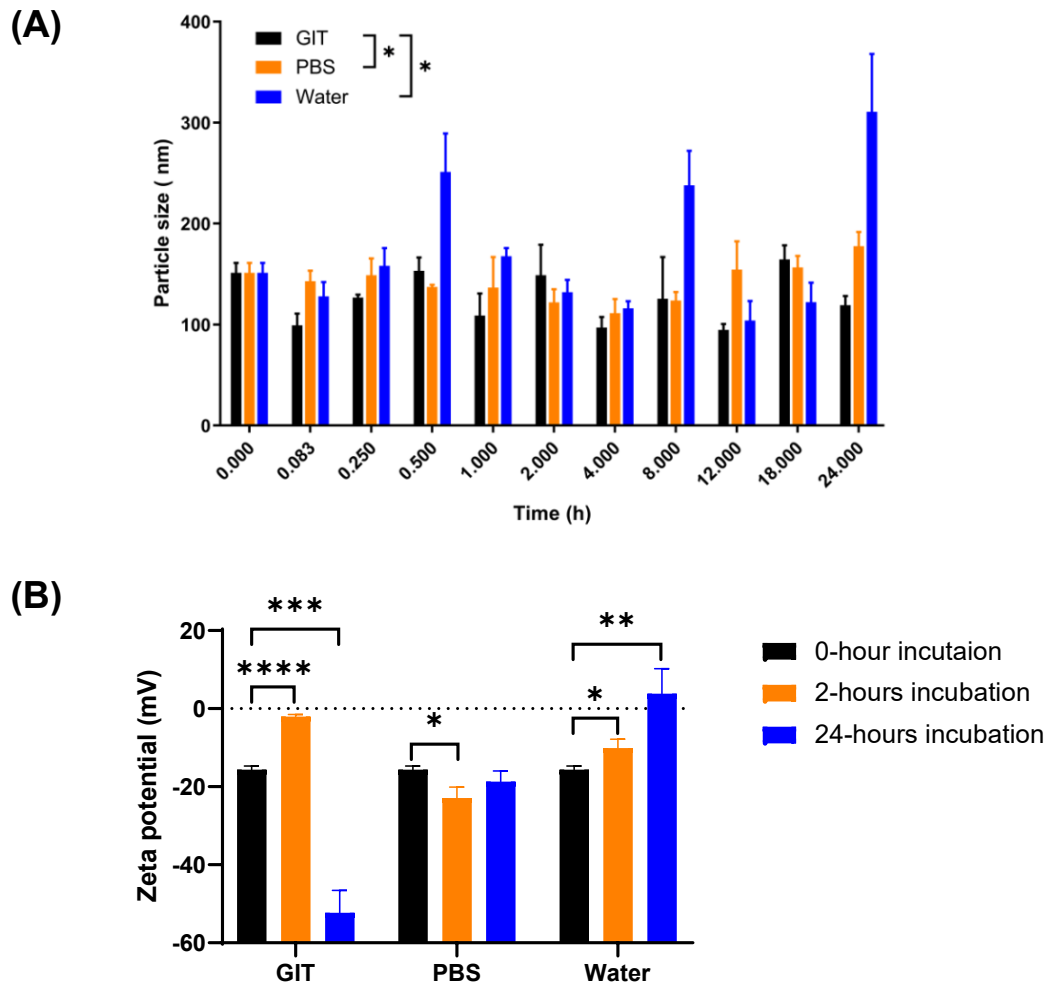 (A)
400
300
200
100
0
Particle size ( nm)
GIT
PBS
Water
*
*
0.000
0.083
0.250
0.500
1.000
2.000
4.000
8.000
12.000
18.000
24.000
Time (h)
(B)
20
0
-20
-40
-60
Zeta potential (mV)
***
****
*
**
*
GIT
PBS
Water
0-hour incutaion
2-hours incubation
24-hours incubation